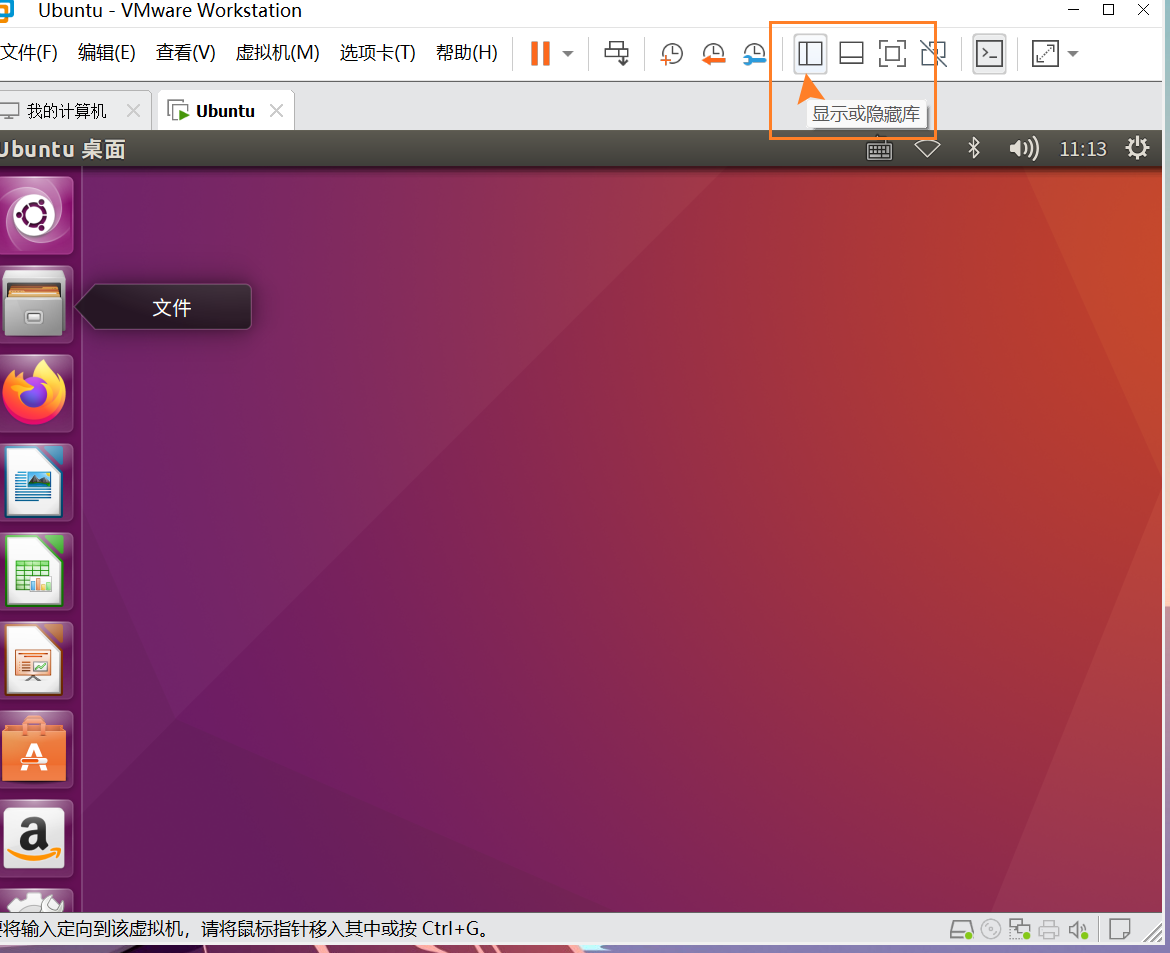 Ubuntu - VMware Workstation
文件(F) 编辑(E) 查看(V) 虚拟机(M) 选项卡(T) 帮助(H)
我的计算机 Ubuntu
显示或隐藏库
Ubuntu 桌面 11:13
文件
将输入定向到该虚拟机，请将鼠标指针移入其中或按 Ctrl+G。